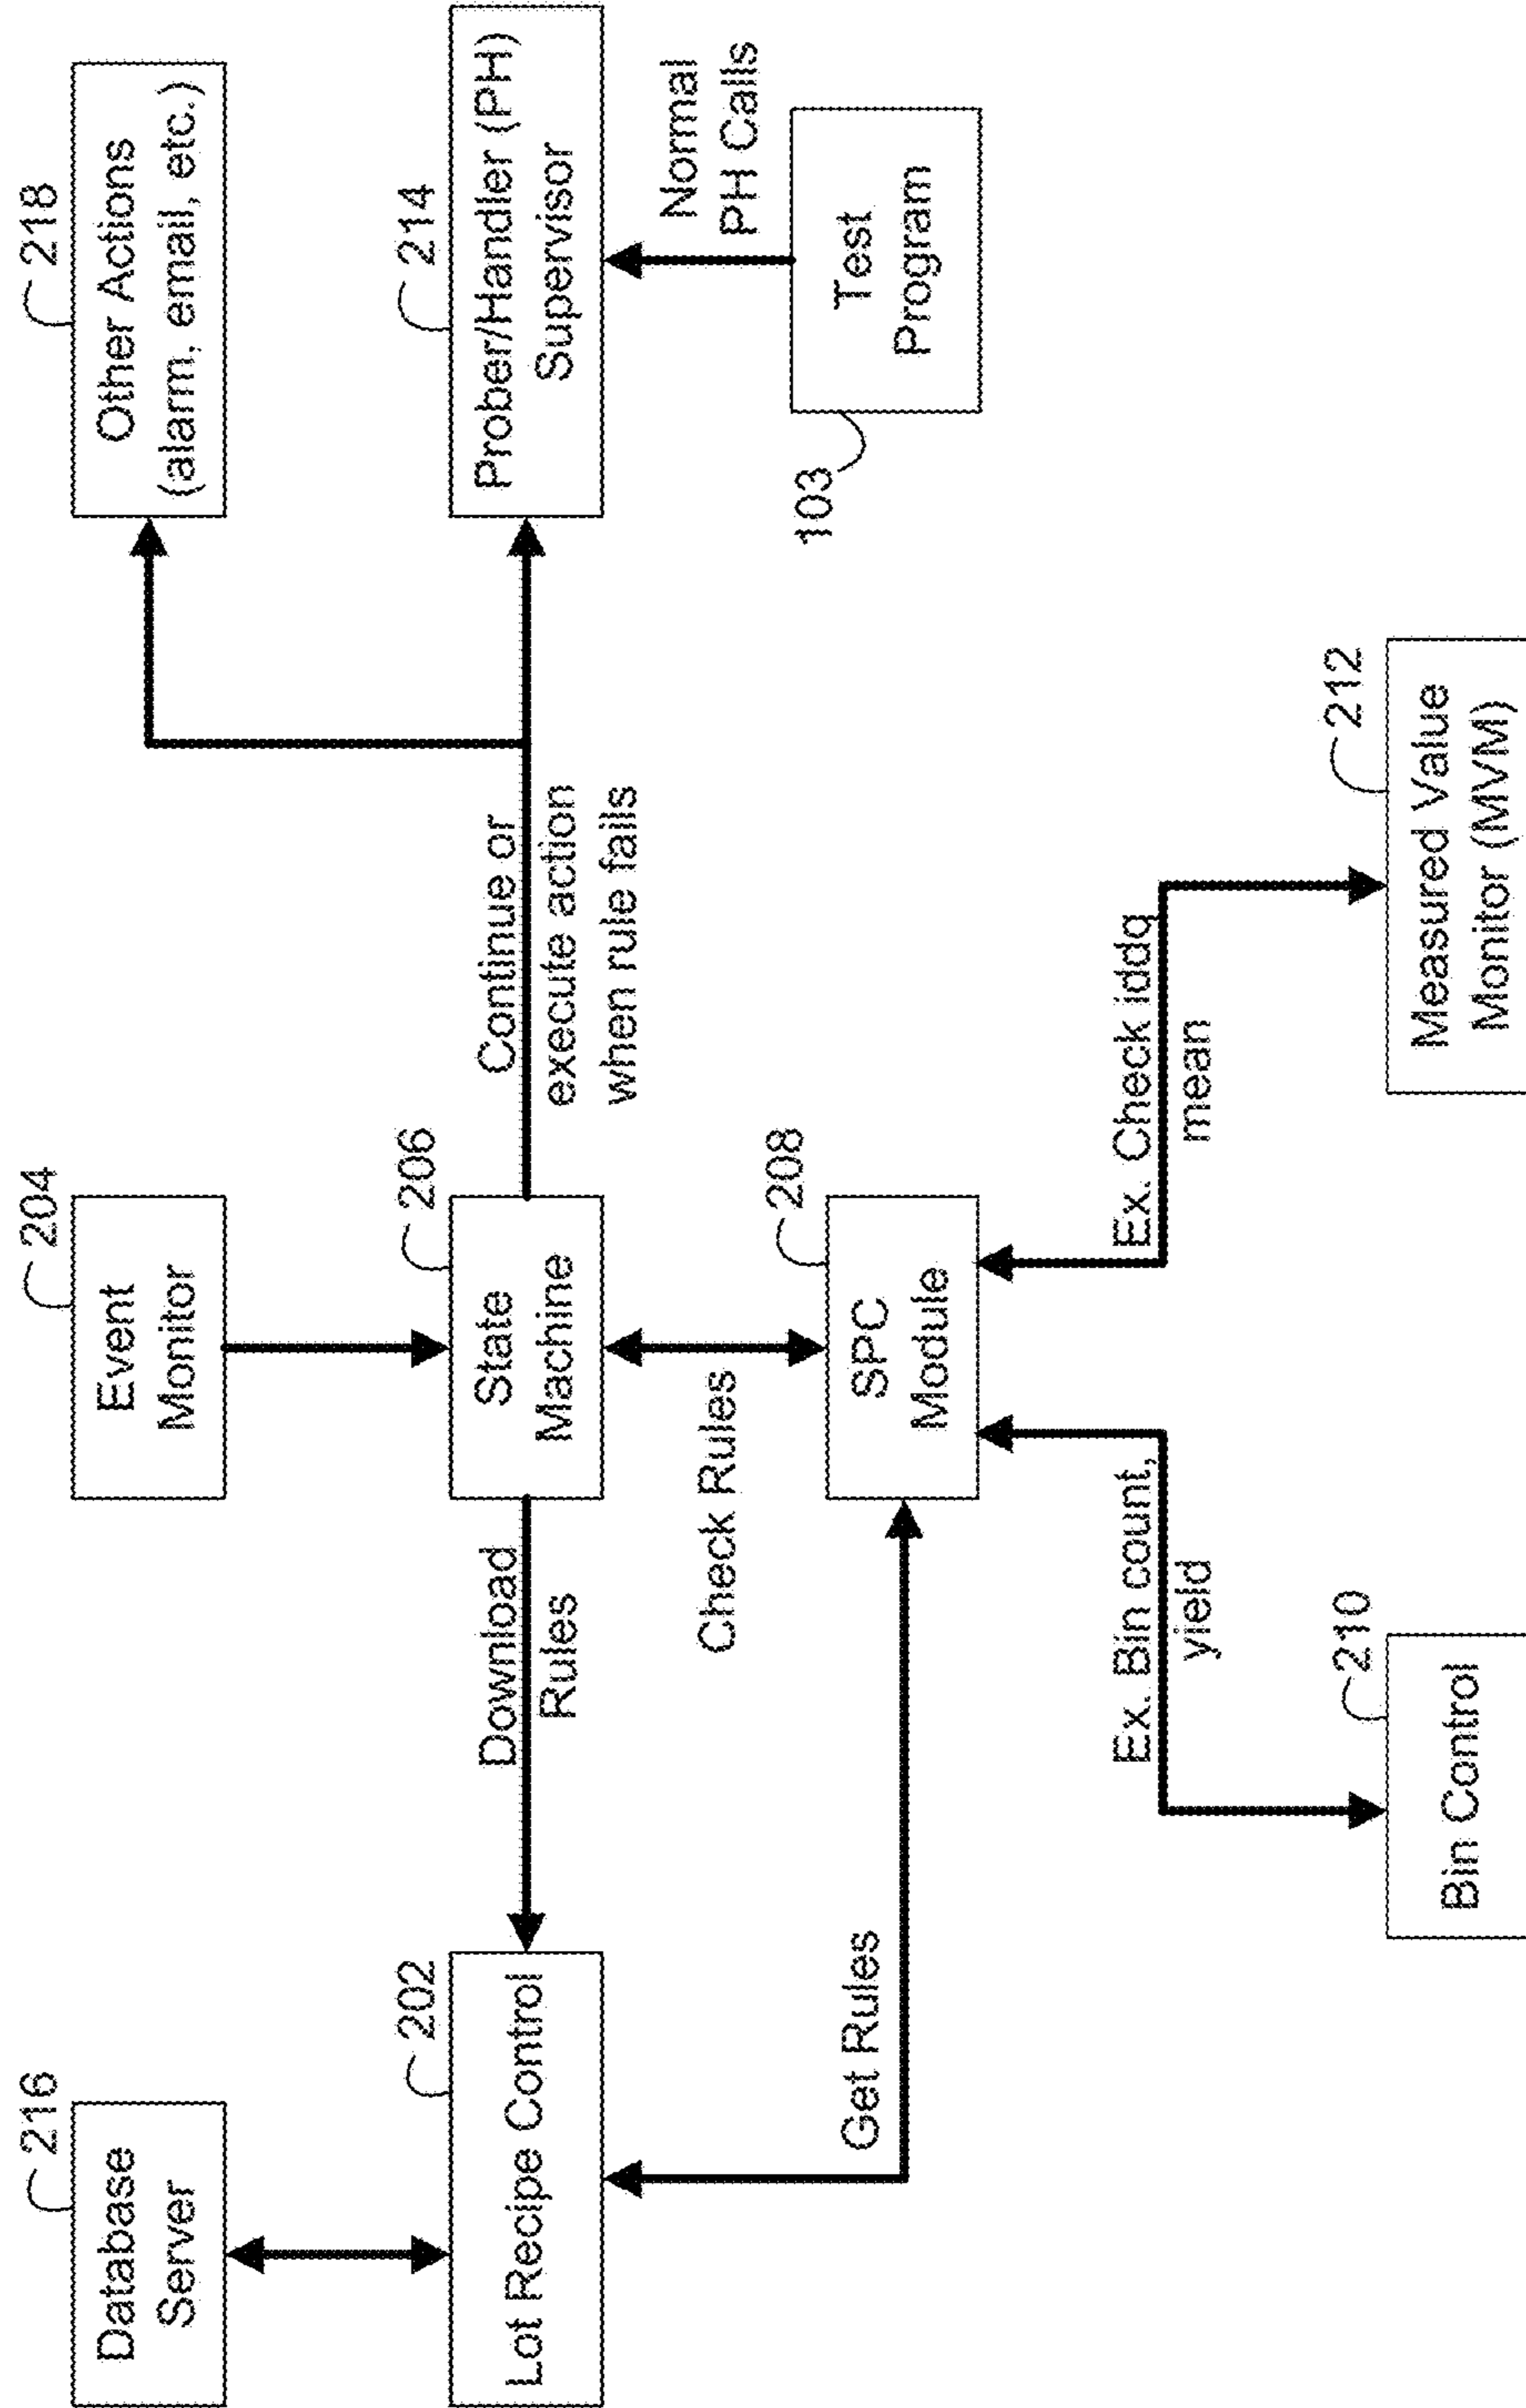 216
Database
Server
204
Event
Monitor
218
Other Actions
(alarm, email, etc.)
202
Lot Recipe Control
Download
Rules
206
State
Machine
Continue or
execute action
when rule fails
214
Prober/Handler (PH)
Supervisor
Normal
PH Calls
Check Rules
103
Test
Program
Get Rules
208
SPC
Module
Ex. Bin count,
yield
Ex. Check iddq
mean
210
Bin Control
212
Measured Value
Monitor (MVM)